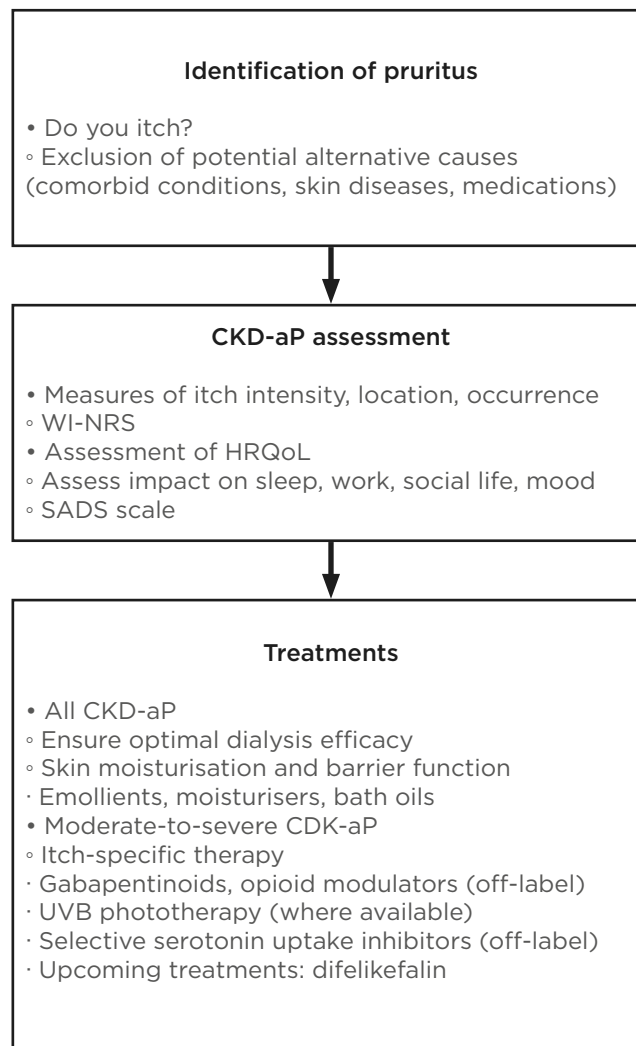 Identification of pruritus
• Do you itch?
◦ Exclusion of potential alternative causes
(comorbid conditions, skin diseases, medications)
CKD-aP assessment
• Measures of itch intensity, location, occurrence
◦ WI-NRS
• Assessment of HRQoL
◦ Assess impact on sleep, work, social life, mood
◦ SADS scale
Treatments
• All CKD-aP
◦ Ensure optimal dialysis efficacy
◦ Skin moisturisation and barrier function
· Emollients, moisturisers, bath oils
• Moderate-to-severe CDK-aP
◦ Itch-specific therapy
· Gabapentinoids, opioid modulators (off-label)
· UVB phototherapy (where available)
· Selective serotonin uptake inhibitors (off-label)
· Upcoming treatments: difelikefalin